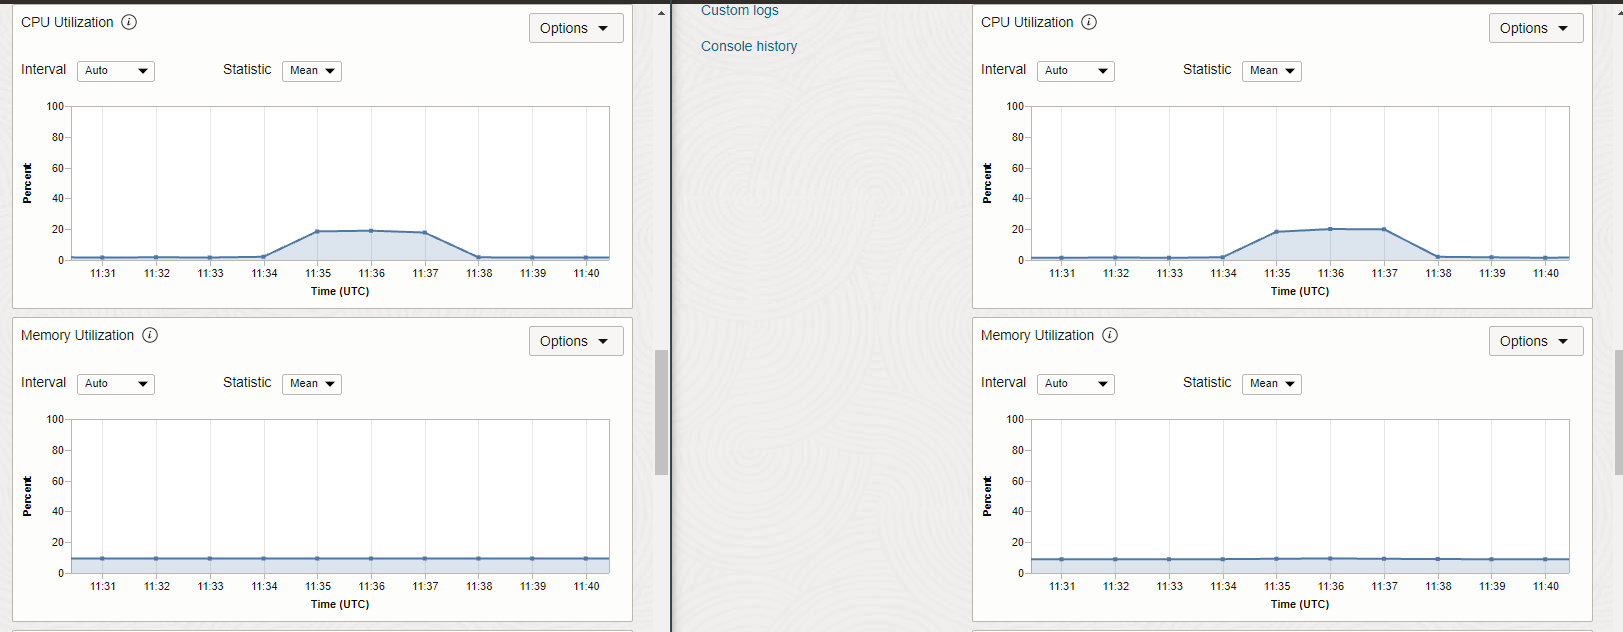 CPU Utilization i
Options
Interval Auto Statistic Mean
100
80
60
40
20
0
Percent
11:31 11:32 11:33 11:34 11:35 11:36 11:37 11:38 11:39 11:40
Time (UTC)
Memory Utilization i
Options
Interval Auto Statistic Mean
100
80
60
40
20
0
Percent
11:31 11:32 11:33 11:34 11:35 11:36 11:37 11:38 11:39 11:40
Time (UTC)
Custom logs
Console history
CPU Utilization i
Options
Interval Auto Statistic Mean
100
80
60
40
20
0
Percent
11:31 11:32 11:33 11:34 11:35 11:36 11:37 11:38 11:39 11:40
Time (UTC)
Memory Utilization i
Options
Interval Auto Statistic Mean
100
80
60
40
20
0
Percent
11:31 11:32 11:33 11:34 11:35 11:36 11:37 11:38 11:39 11:40
Time (UTC)